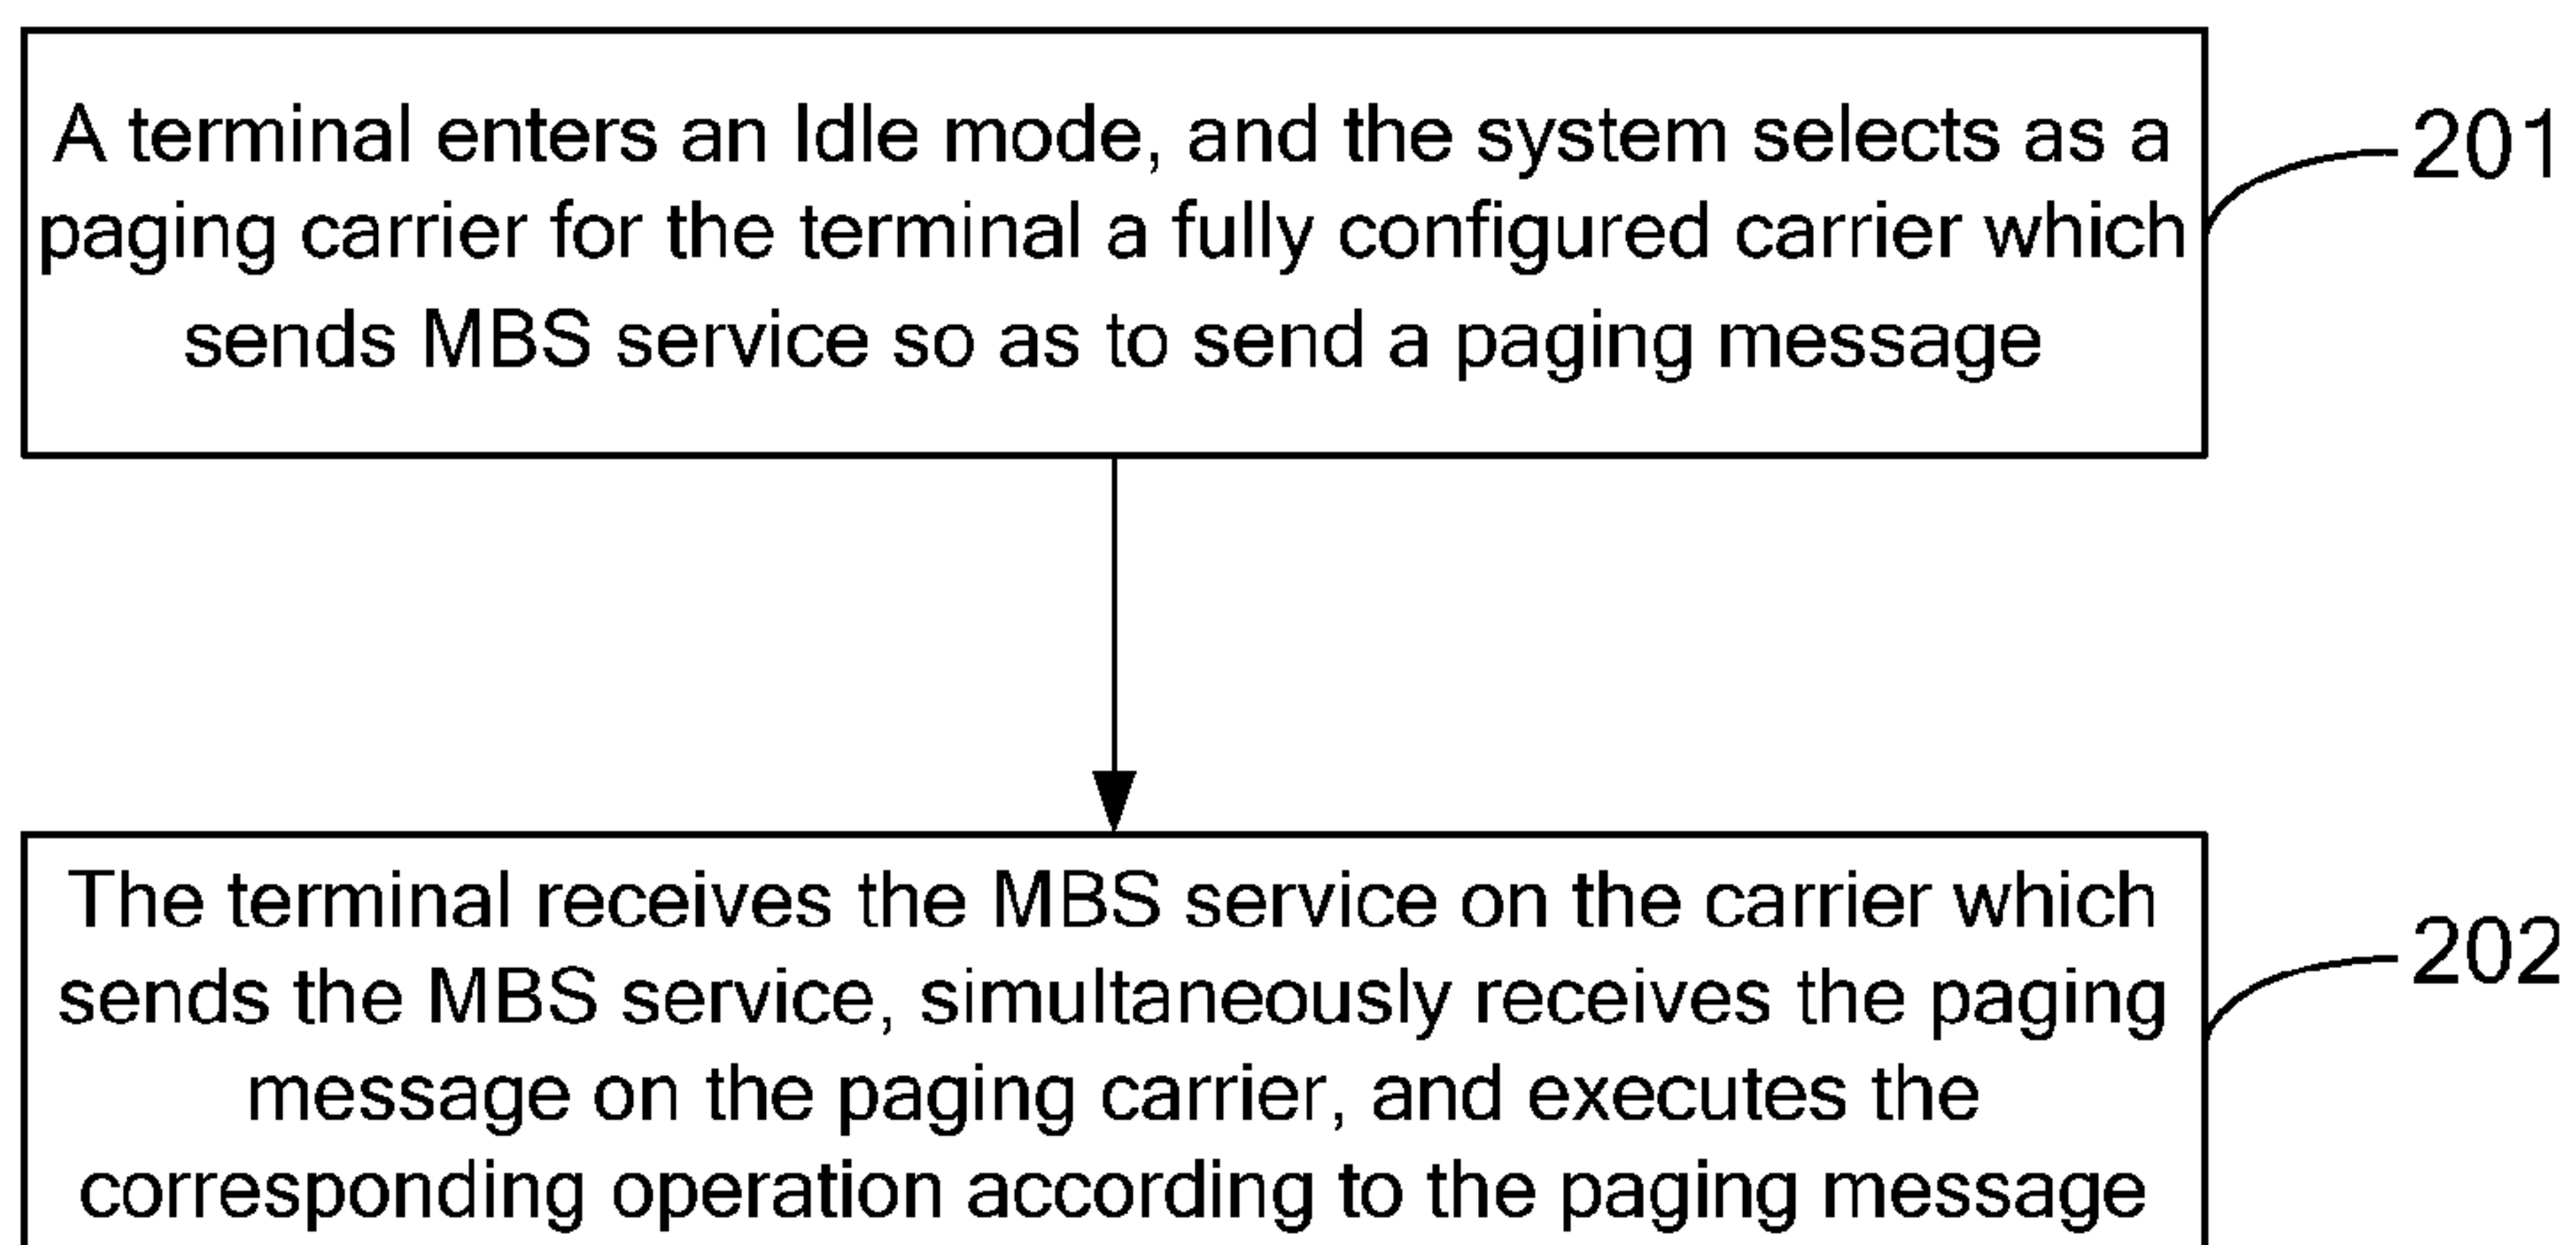 A terminal enters an Idle mode, and the system selects as a
paging carrier for the terminal a fully configured carrier which
sends MBS service so as to send a paging message
201
The terminal receives the MBS service on the carrier which
sends the MBS service, simultaneously receives the paging
message on the paging carrier, and executes the
corresponding operation according to the paging message
202